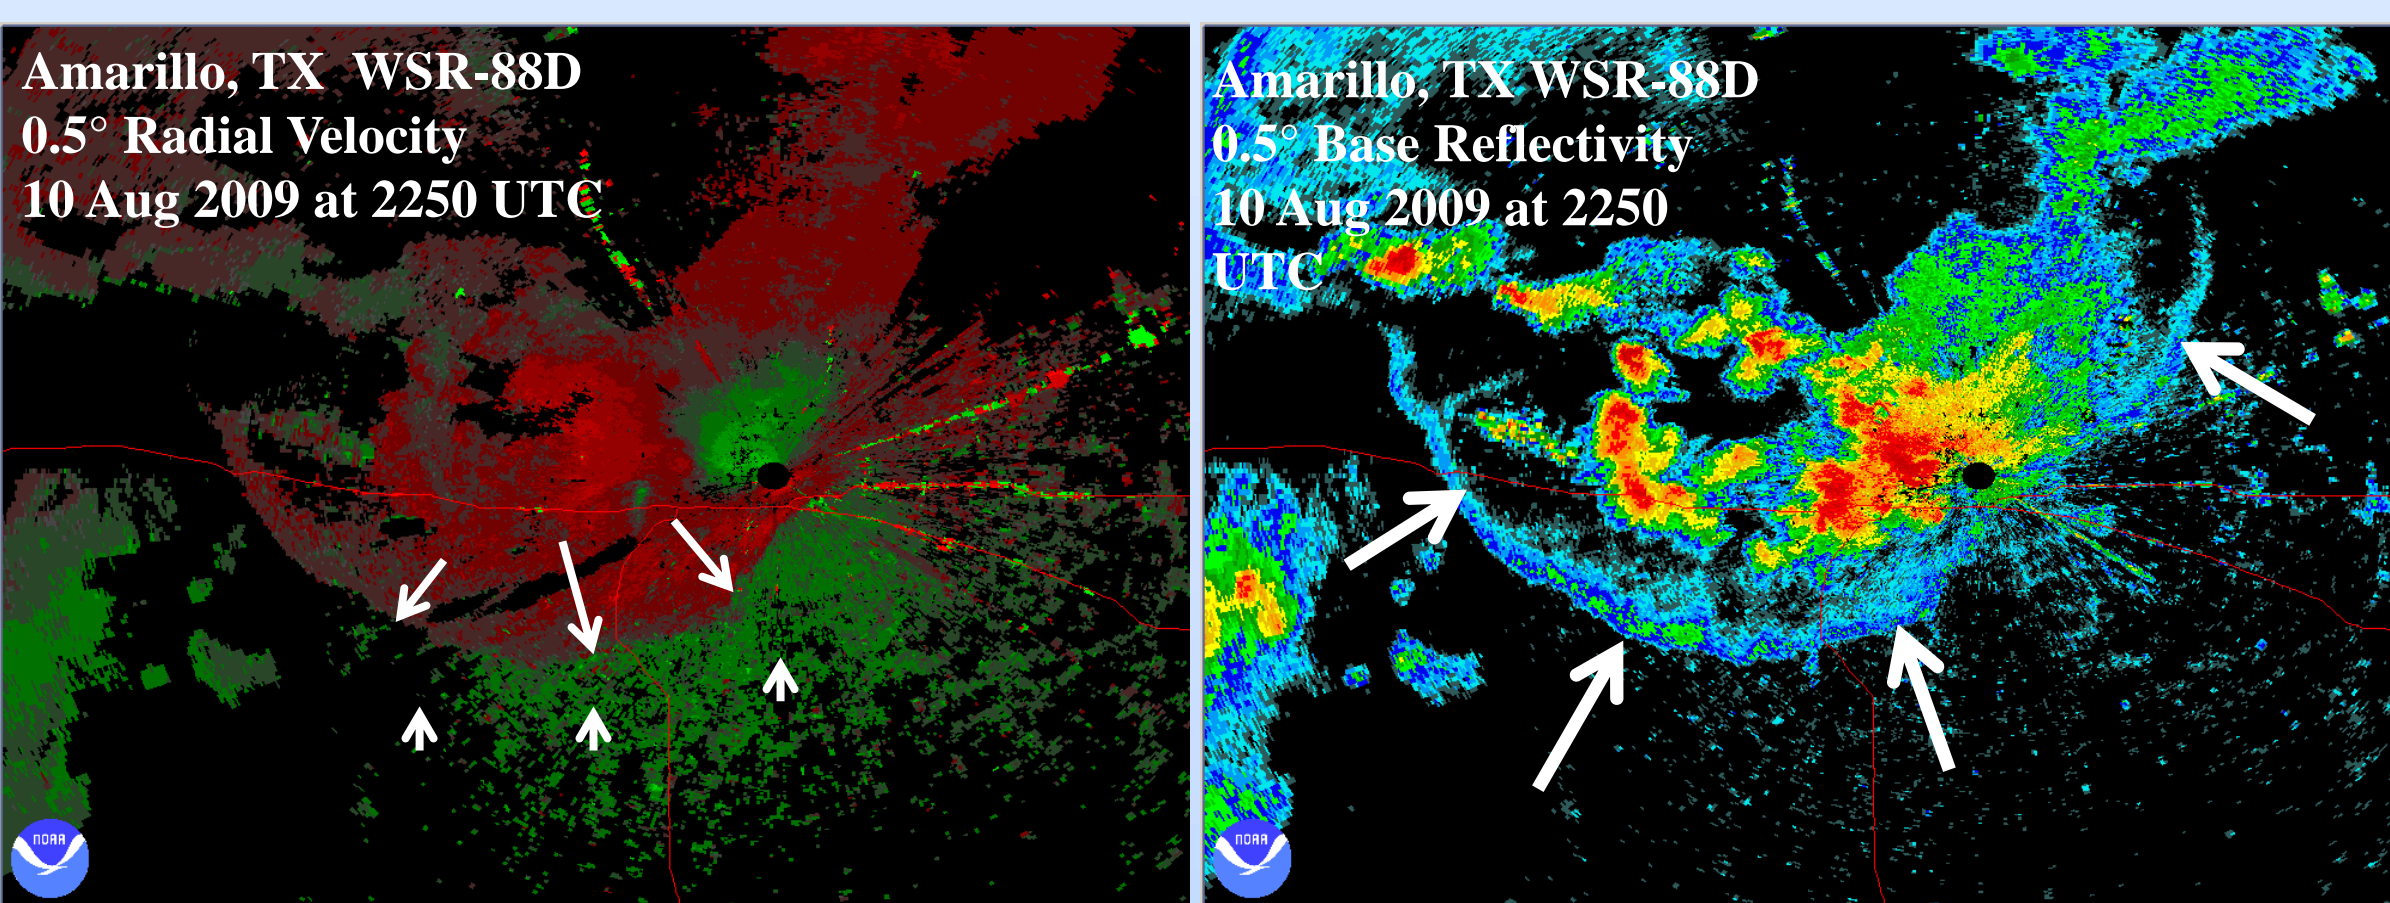 Amarillo, TX  WSR-88D
0.5° Radial Velocity
10 Aug 2009 at 2250 UTC
NOAA
Amarillo, TX WSR-88D
0.5° Base Reflectivity
10 Aug 2009 at 2250
UTC
NOAA